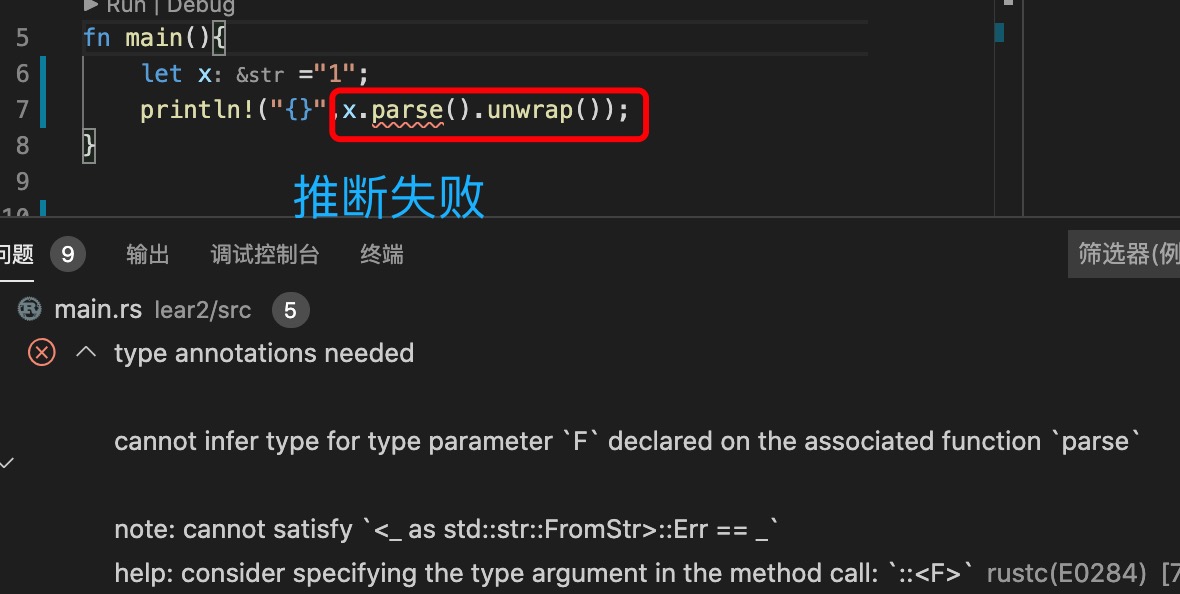 Run | Debug
5 fn main(){
6 let x: &str ="1";
7 println!("{}",x.parse().unwrap());
8 }
9
10
推断失败
问题 9 输出 调试控制台 终端 筛选器(例
main.rs lear2/src 5
type annotations needed
cannot infer type for type parameter `F` declared on the associated function `parse`
note: cannot satisfy `<_ as std::str::FromStr>::Err == _`
help: consider specifying the type argument in the method call: `::<F>` rustc(E0284) [7